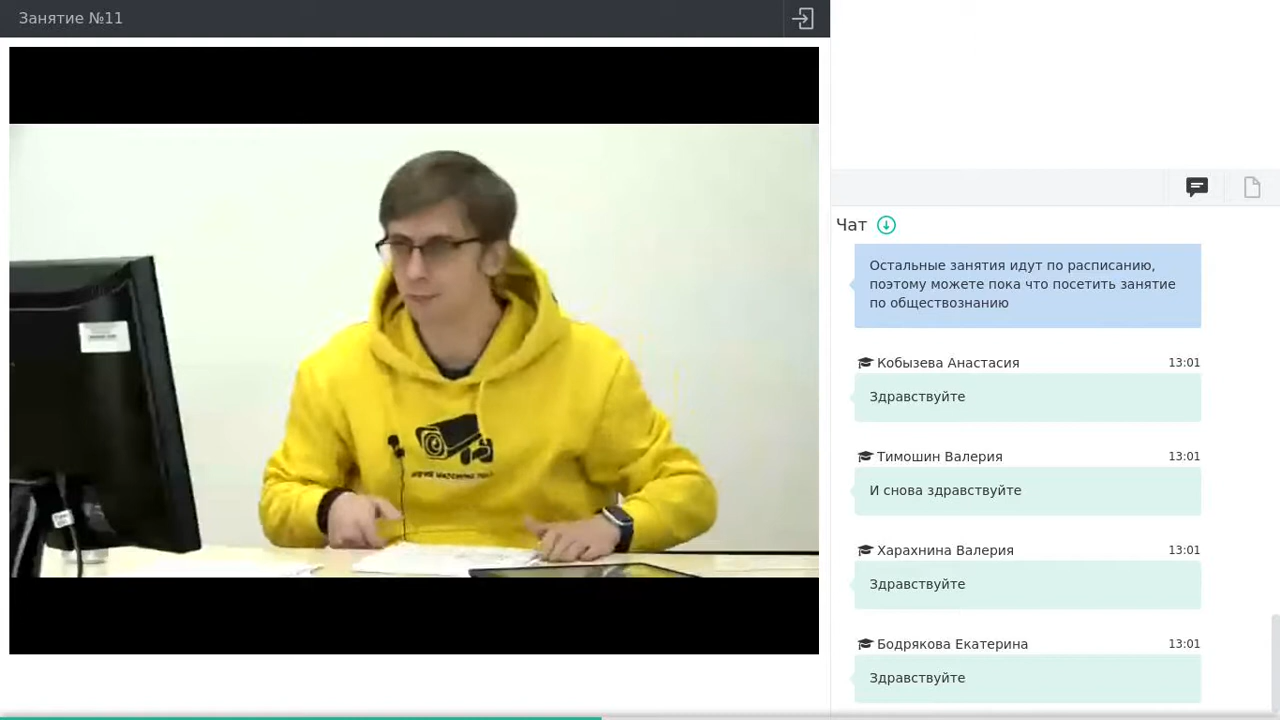 Занятие №11
Чат
Остальные занятия идут по расписанию,
поэтому можете пока что посетить занятие
по обществознанию
Кобызева Анастасия 13:01
Здравствуйте
Тимошин Валерия 13:01
И снова здравствуйте
Харахнина Валерия 13:01
Здравствуйте
Бодрякова Екатерина 13:01
Здравствуйте